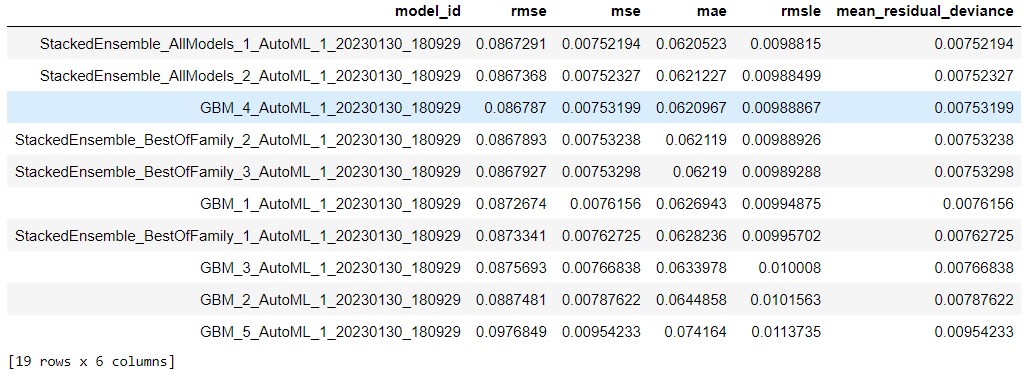 model_id rmse mse mae rmsle mean_residual_deviance
StackedEnsemble_AllModels_1_AutoML_1_20230130_180929 0.0867291 0.00752194 0.0620523 0.0098815 0.00752194
StackedEnsemble_AllModels_2_AutoML_1_20230130_180929 0.0867368 0.00752327 0.0621227 0.00988499 0.00752327
GBM_4_AutoML_1_20230130_180929 0.086787 0.00753199 0.0620967 0.00988867 0.00753199
StackedEnsemble_BestOfFamily_2_AutoML_1_20230130_180929 0.0867893 0.00753238 0.062119 0.00988926 0.00753238
StackedEnsemble_BestOfFamily_3_AutoML_1_20230130_180929 0.0867927 0.00753298 0.06219 0.00989288 0.00753298
GBM_1_AutoML_1_20230130_180929 0.0872674 0.0076156 0.0626943 0.00994875 0.0076156
StackedEnsemble_BestOfFamily_1_AutoML_1_20230130_180929 0.0873341 0.00762725 0.0628236 0.00995702 0.00762725
GBM_3_AutoML_1_20230130_180929 0.0875693 0.00766838 0.0633978 0.010008 0.00766838
GBM_2_AutoML_1_20230130_180929 0.0887481 0.00787622 0.0644858 0.0101563 0.00787622
GBM_5_AutoML_1_20230130_180929 0.0976849 0.00954233 0.074164 0.0113735 0.00954233
[19 rows x 6 columns]